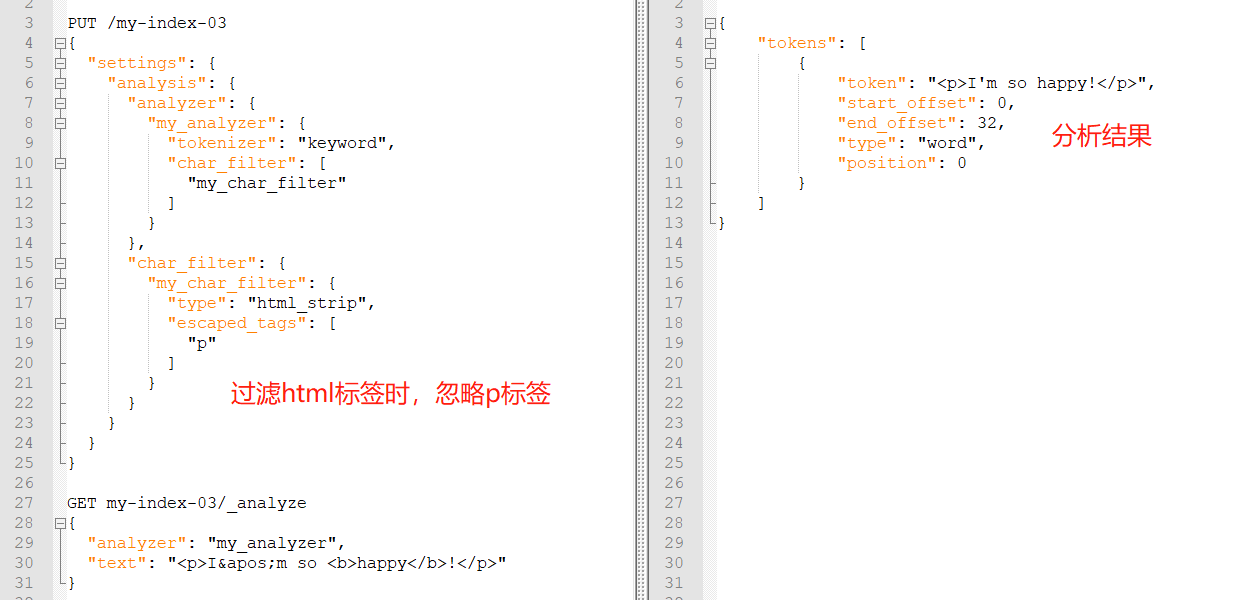 2
3 PUT /my-index-03
4 {
5   "settings": {
6     "analysis": {
7       "analyzer": {
8         "my_analyzer": {
9           "tokenizer": "keyword",
10           "char_filter": [
11             "my_char_filter"
12           ]
13         }
14       },
15       "char_filter": {
16         "my_char_filter": {
17           "type": "html_strip",
18           "escaped_tags": [
19             "p"
20           ]
21         }
过滤html标签时，忽略p标签
22       }
23     }
24   }
25 }
26
27 GET my-index-03/_analyze
28 {
29   "analyzer": "my_analyzer",
30   "text": "<p>I&apos;m so <b>happy</b>!</p>"
31 }
2
3 {
4     "tokens": [
5         {
6             "token": "<p>I'm so happy!</p>",
7             "start_offset": 0,
8             "end_offset": 32,
分析结果
9             "type": "word",
10             "position": 0
11         }
12     ]
13 }
14
15
16
17
18
19
20
21
22
23
24
25
26
27
28
29
30
31